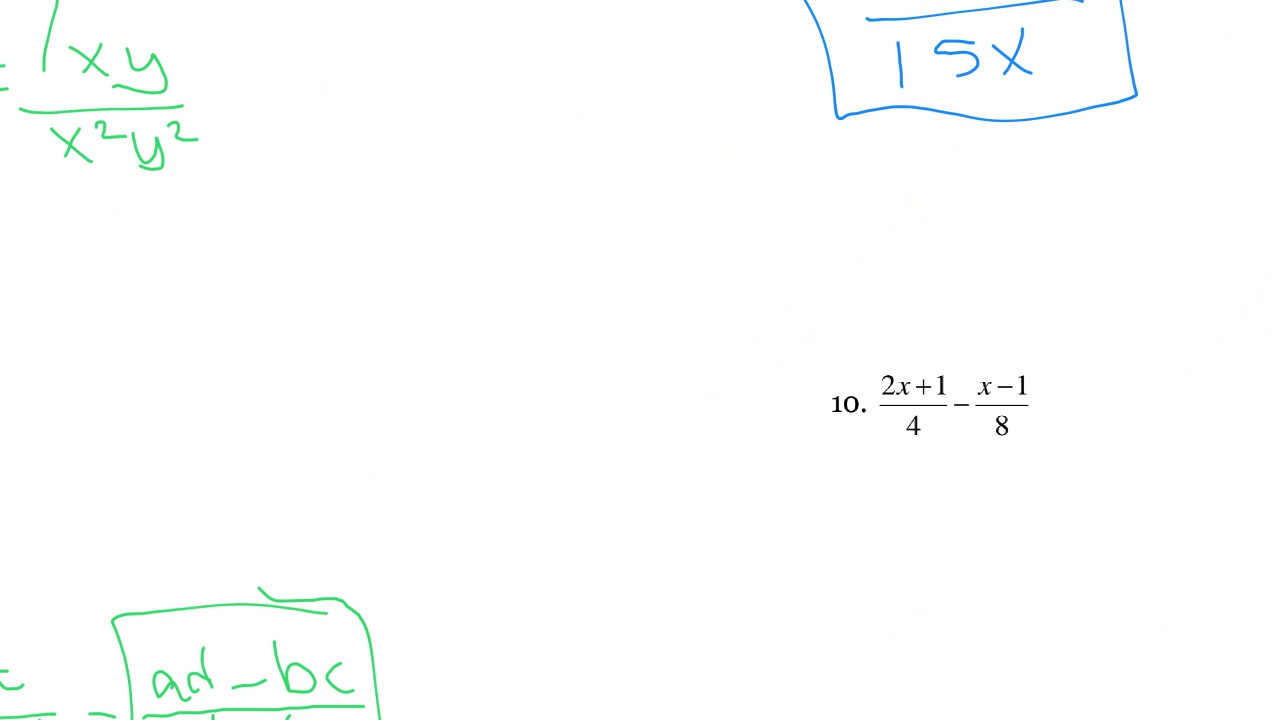 xy
x²y²
15x
10. (2x+1)/4 − (x−1)/8
ad − bc